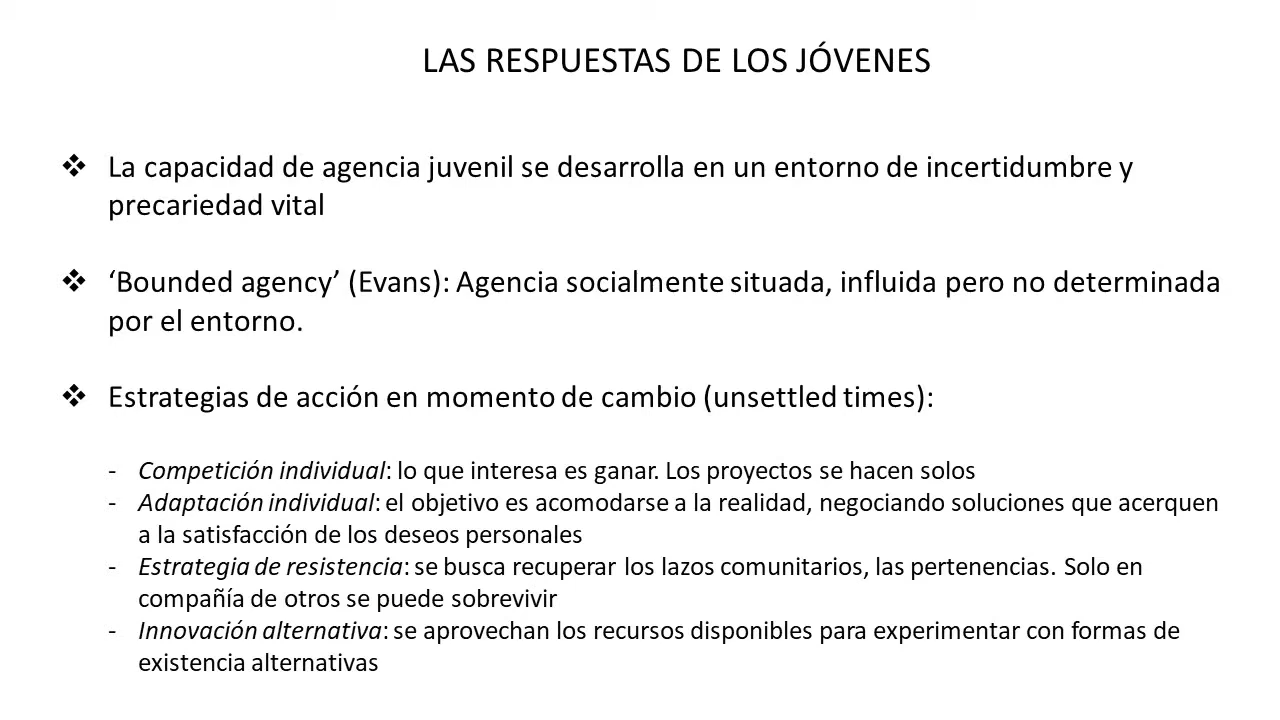 LAS RESPUESTAS DE LOS JÓVENES
❖ La capacidad de agencia juvenil se desarrolla en un entorno de incertidumbre y
precariedad vital
❖ ‘Bounded agency’ (Evans): Agencia socialmente situada, influida pero no determinada
por el entorno.
❖ Estrategias de acción en momento de cambio (unsettled times):
- Competición individual: lo que interesa es ganar. Los proyectos se hacen solos
- Adaptación individual: el objetivo es acomodarse a la realidad, negociando soluciones que acerquen
a la satisfacción de los deseos personales
- Estrategia de resistencia: se busca recuperar los lazos comunitarios, las pertenencias. Solo en
compañía de otros se puede sobrevivir
- Innovación alternativa: se aprovechan los recursos disponibles para experimentar con formas de
existencia alternativas